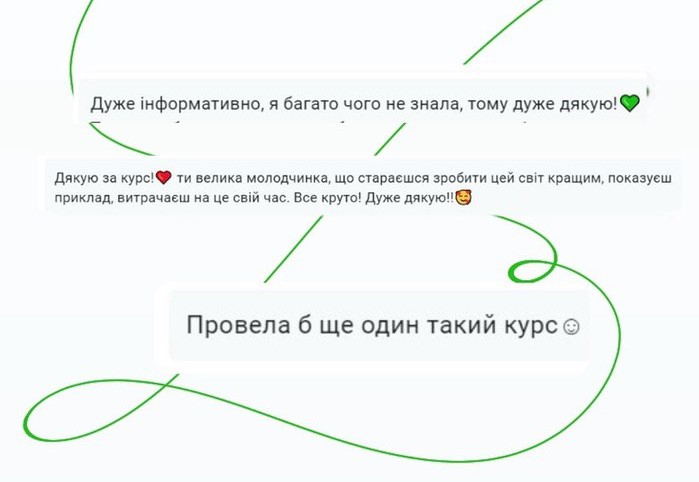 Дуже інформативно, я багато чого не знала, тому дуже дякую!💚
Дякую за курс!❤️ ти велика молодчинка, що стараєшся зробити цей світ кращим, показуєш
приклад, витрачаєш на це свій час. Все круто! Дуже дякую!!🥰
Провела б ще один такий курс☺